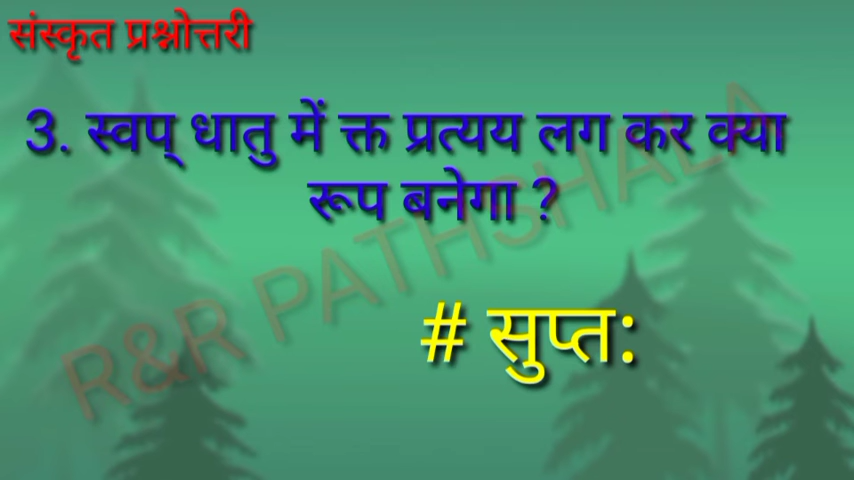 संस्कृत प्रश्नोत्तरी
3. स्वप् धातु में क्त प्रत्यय लग कर क्या
रूप बनेगा ?
# सुप्त:
R&R PATHSHALA